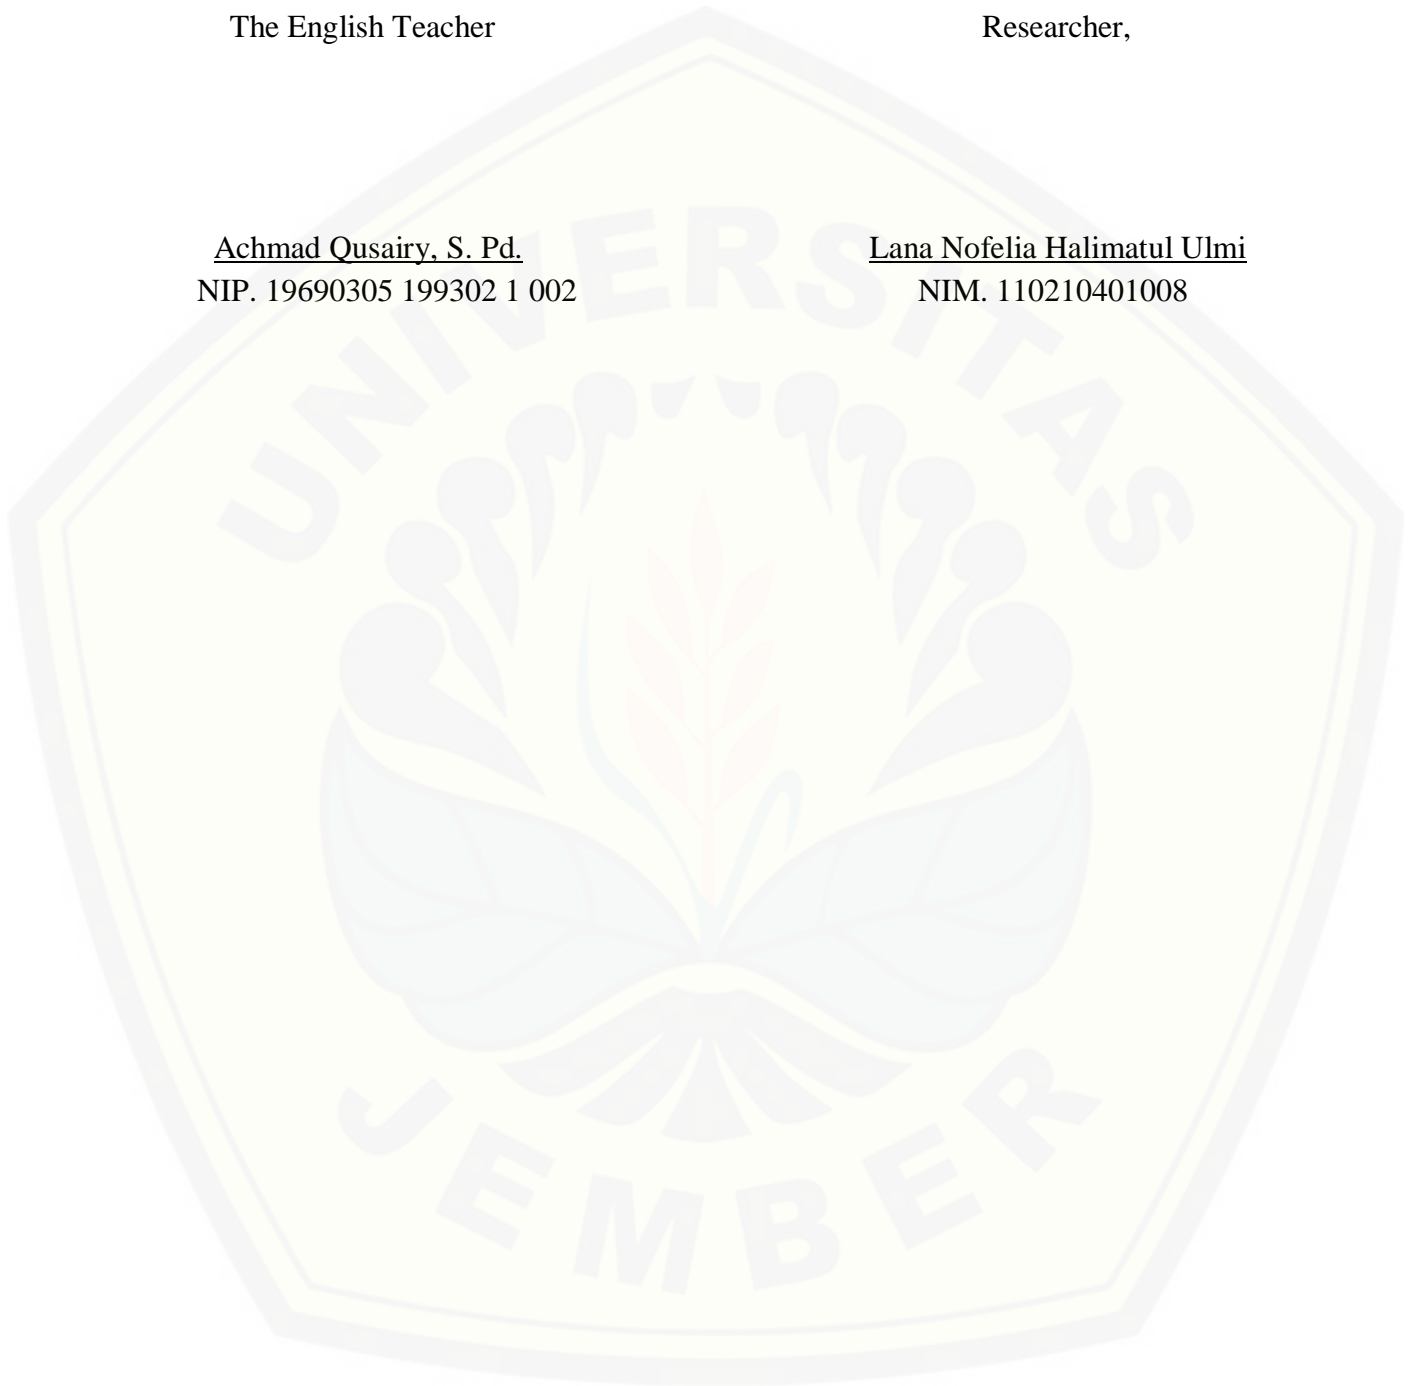 The English Teacher
Researcher,
Achmad Qusairy, S. Pd.
Lana Nofelia Halimatul Ulmi
NIP. 19690305 199302 1 002
NIM. 110210401008
UNIVERSITAS
JEMBER